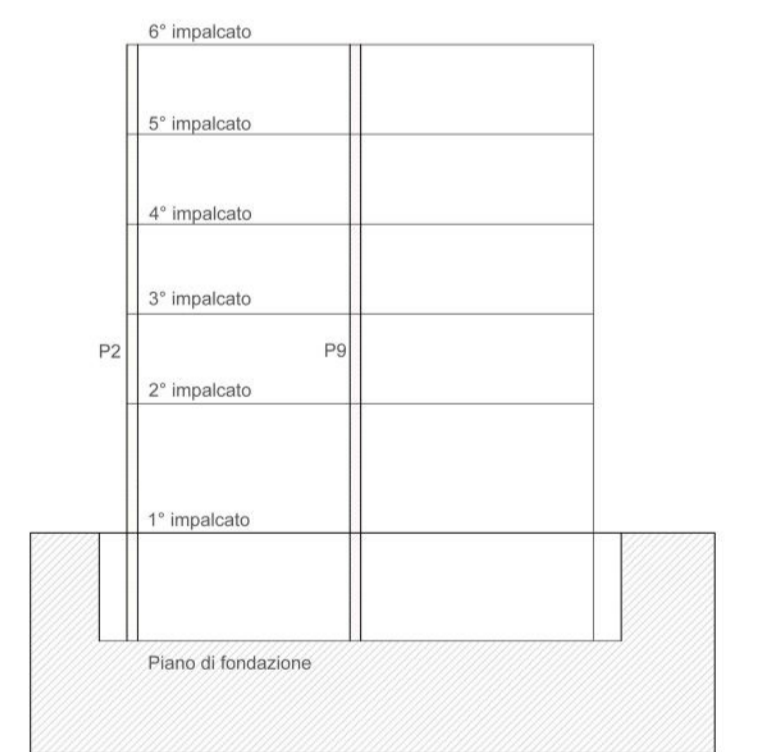 6° impalcato
5° impalcato
4° impalcato
3° impalcato
P2
P9
2° impalcato
1° impalcato
Piano di fondazione